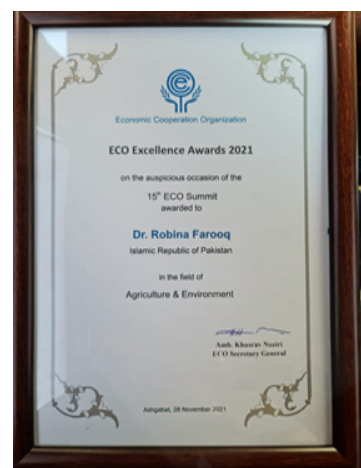 Economic Cooperation Organization
ECO Excellence Awards 2021
on the auspicious occasion of the
15th ECO Summit
awarded to
Dr. Robina Farooq
Islamic Republic of Pakistan
in the field of
Agriculture & Environment
Amb. Khusrav Noziri
ECO Secretary General
Ashgabat, 28 November 2021